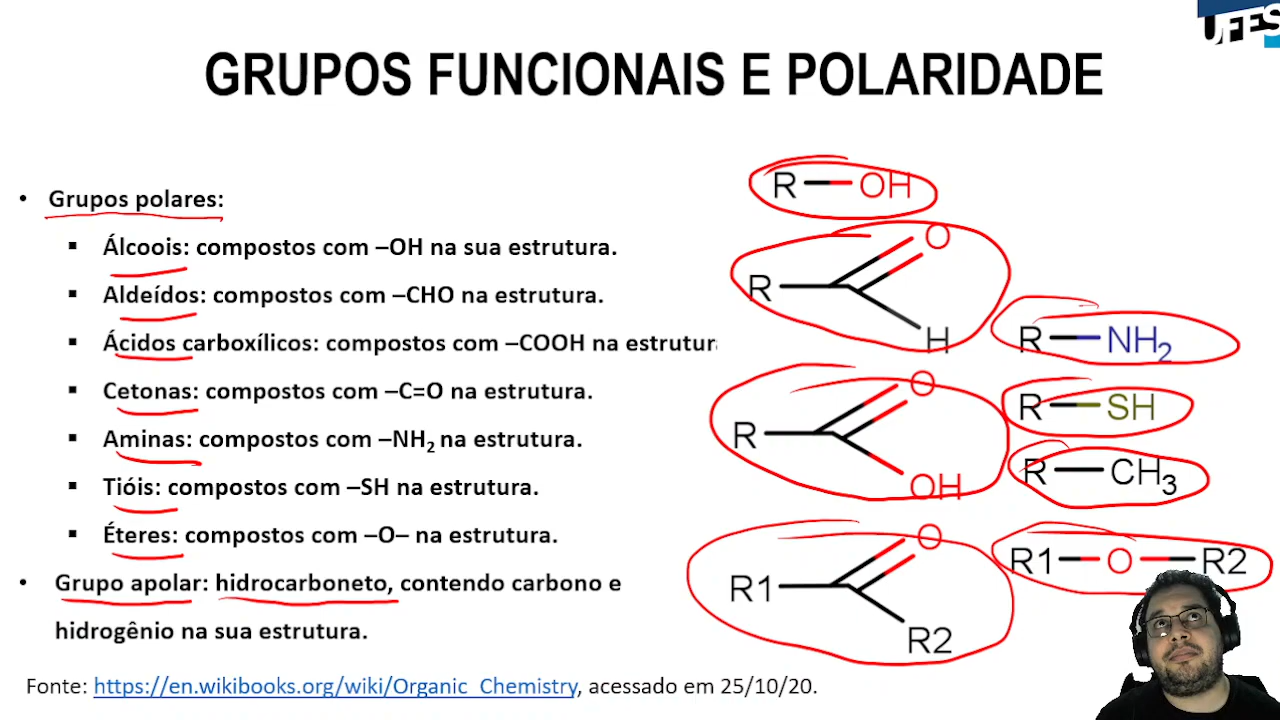 UFES
GRUPOS FUNCIONAIS E POLARIDADE
• Grupos polares:
▪ Álcoois: compostos com –OH na sua estrutura.
▪ Aldeídos: compostos com –CHO na estrutura.
▪ Ácidos carboxílicos: compostos com –COOH na estrutura
▪ Cetonas: compostos com –C=O na estrutura.
▪ Aminas: compostos com –NH₂ na estrutura.
▪ Tióis: compostos com –SH na estrutura.
▪ Éteres: compostos com –O– na estrutura.
• Grupo apolar: hidrocarboneto, contendo carbono e
hidrogênio na sua estrutura.
R OH
O
R
H
O
R
OH
O
R1
R2
R NH₂
R SH
R CH₃
R1 O R2
Fonte: https://en.wikibooks.org/wiki/Organic_Chemistry, acessado em 25/10/20.